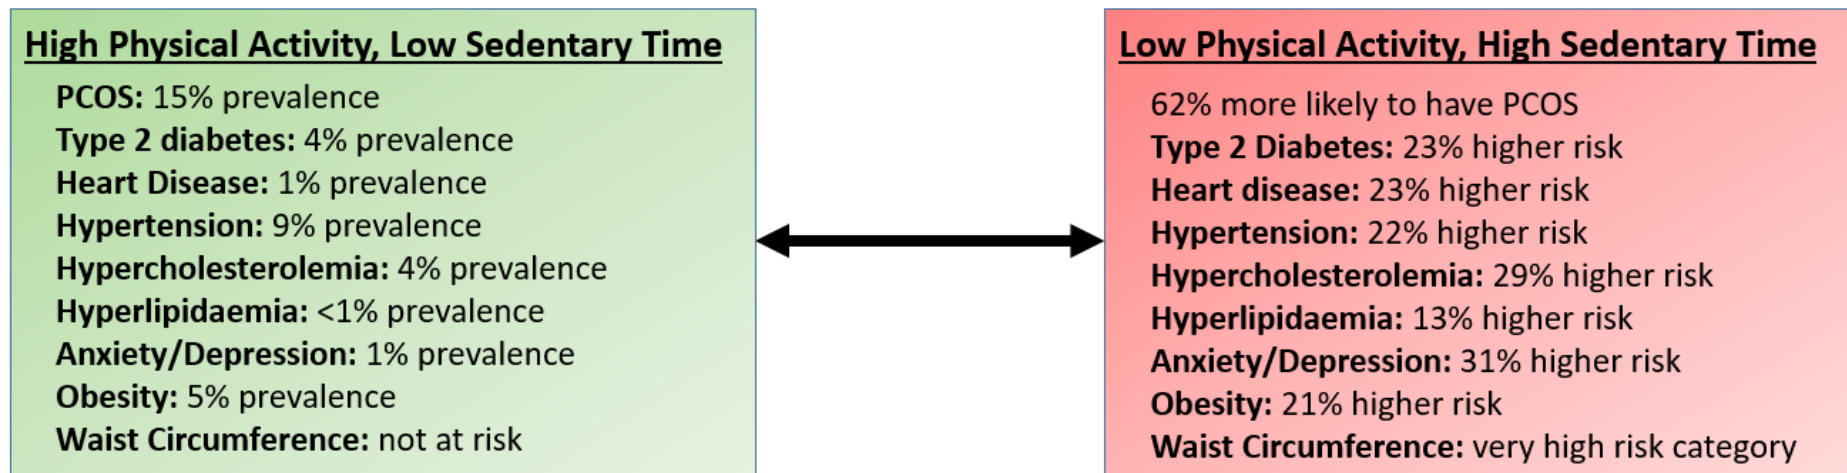 High Physical Activity, Low Sedentary Time
PCOS: 15% prevalence
Type 2 diabetes: 4% prevalence
Heart Disease: 1% prevalence
Hypertension: 9% prevalence
Hypercholesterolemia: 4% prevalence
Hyperlipidaemia: <1% prevalence
Anxiety/Depression: 1% prevalence
Obesity: 5% prevalence
Waist Circumference: not at risk
Low Physical Activity, High Sedentary Time
62% more likely to have PCOS
Type 2 Diabetes: 23% higher risk
Heart disease: 23% higher risk
Hypertension: 22% higher risk
Hypercholesterolemia: 29% higher risk
Hyperlipidaemia: 13% higher risk
Anxiety/Depression: 31% higher risk
Obesity: 21% higher risk
Waist Circumference: very high risk category